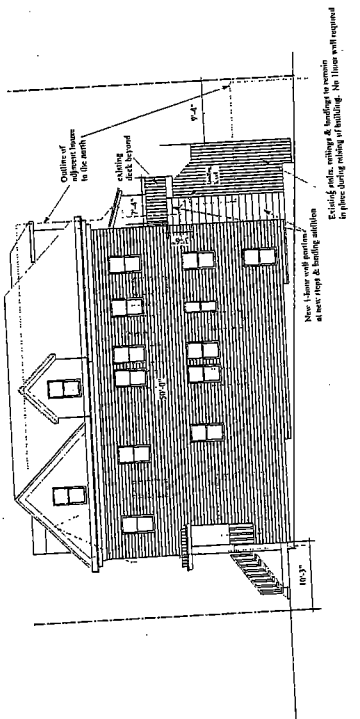 Outline of
adjacent house
to the north
existing
deck beyond
9'-4"
7'-4"
50'-0"
10'-3"
New 1-hour wall portions
at new steps & landing addition
Existing stairs, railings & landings to remain
in place during raising of building. No 1 hour wall required